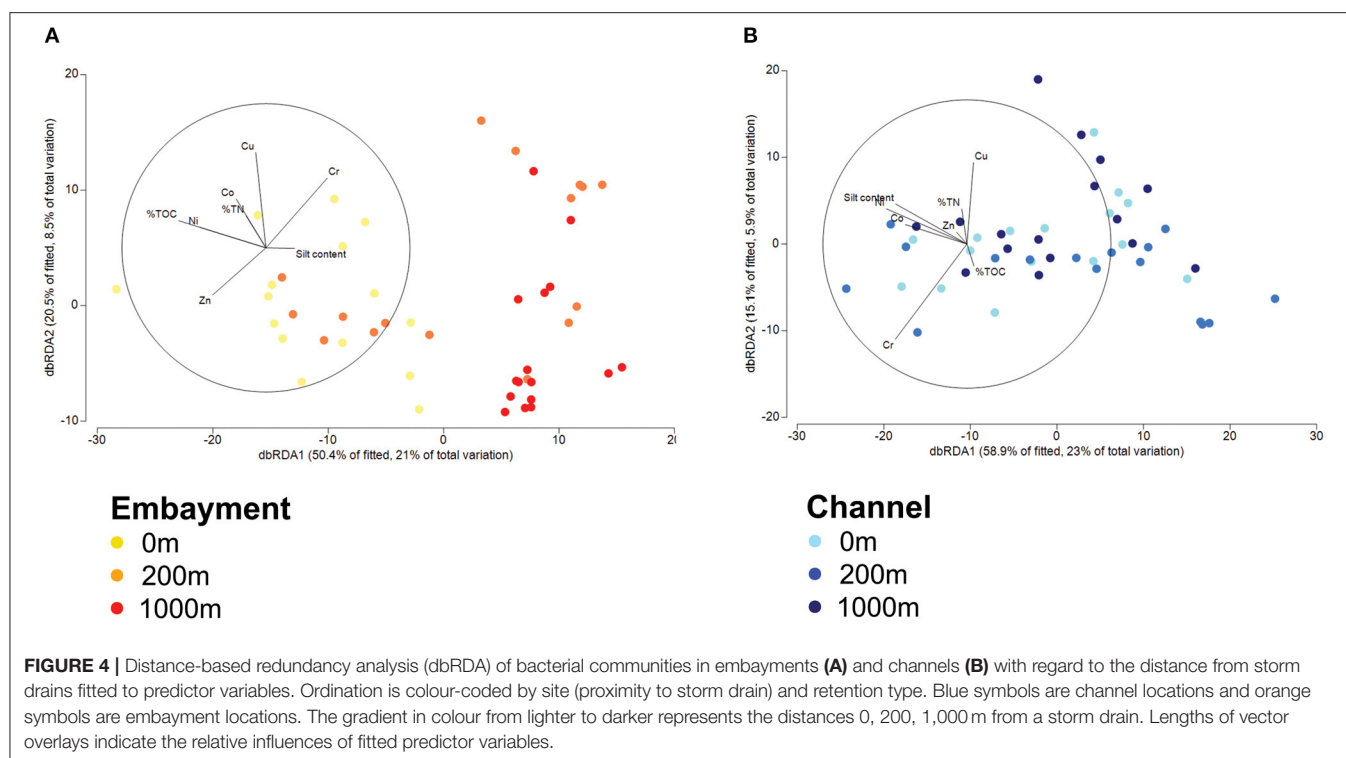 A
20
10
0
-10
-30
-20
-10
0
10
20
dbRDA2 (20.5% of fitted, 8.5% of total variation)
dbRDA1 (50.4% of fitted, 21% of total variation)
Cu
Cr
Co
%TN
%TOC
Ni
Silt content
Zn
Embayment
0m
200m
1000m
B
20
10
0
-10
-20
-30
-20
-10
0
10
20
30
dbRDA2 (15.1% of fitted, 5.9% of total variation)
dbRDA1 (58.9% of fitted, 23% of total variation)
Cu
Silt content
Ni
%TN
Co
Zn
%TOC
Cr
Channel
0m
200m
1000m
FIGURE 4 | Distance-based redundancy analysis (dbRDA) of bacterial communities in embayments (A) and channels (B) with regard to the distance from storm
drains fitted to predictor variables. Ordination is colour-coded by site (proximity to storm drain) and retention type. Blue symbols are channel locations and orange
symbols are embayment locations. The gradient in colour from lighter to darker represents the distances 0, 200, 1,000 m from a storm drain. Lengths of vector
overlays indicate the relative influences of fitted predictor variables.